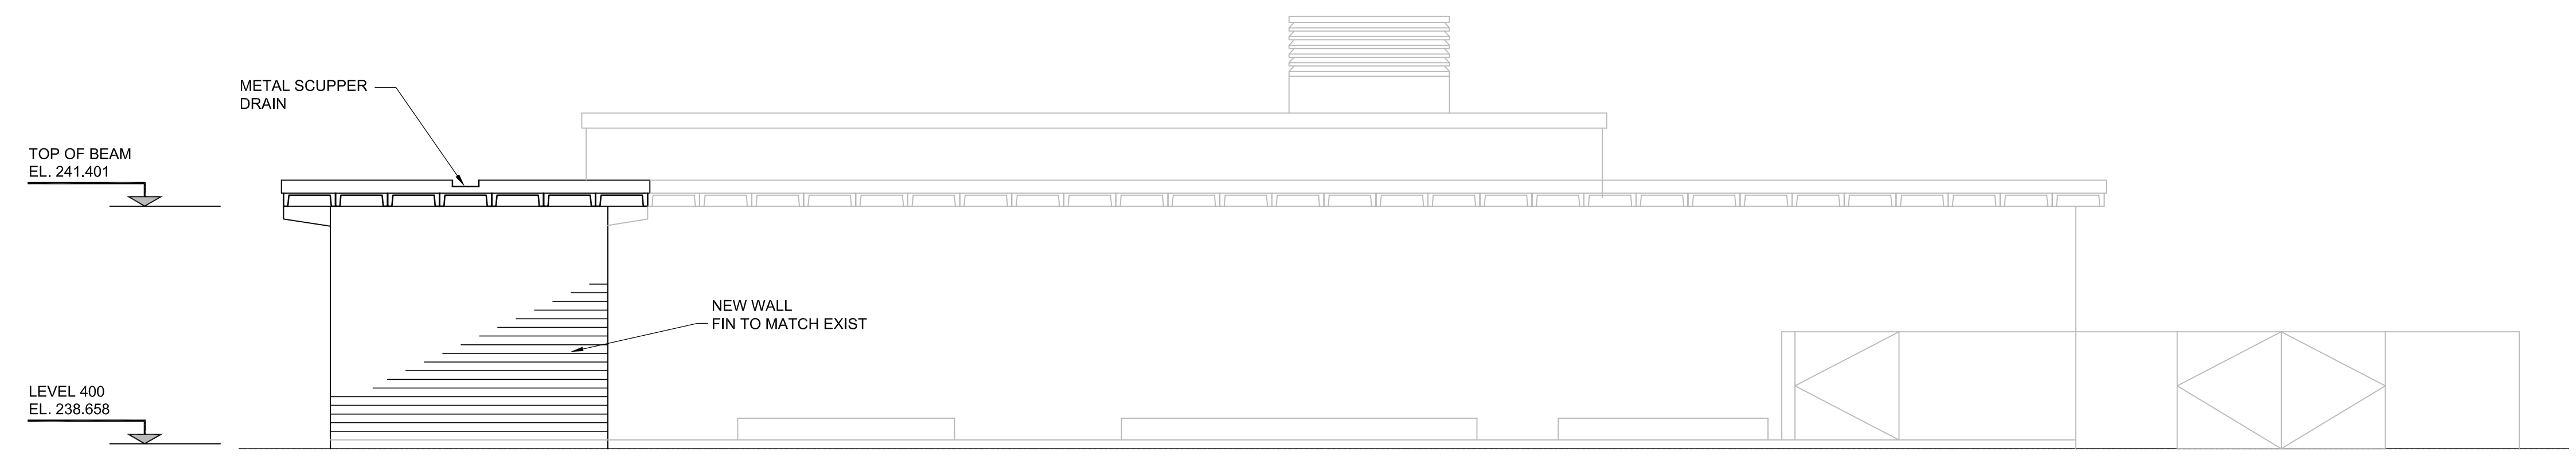 METAL SCUPPER
DRAIN
TOP OF BEAM
EL. 241.401
NEW WALL
FIN TO MATCH EXIST
LEVEL 400
EL. 238.658